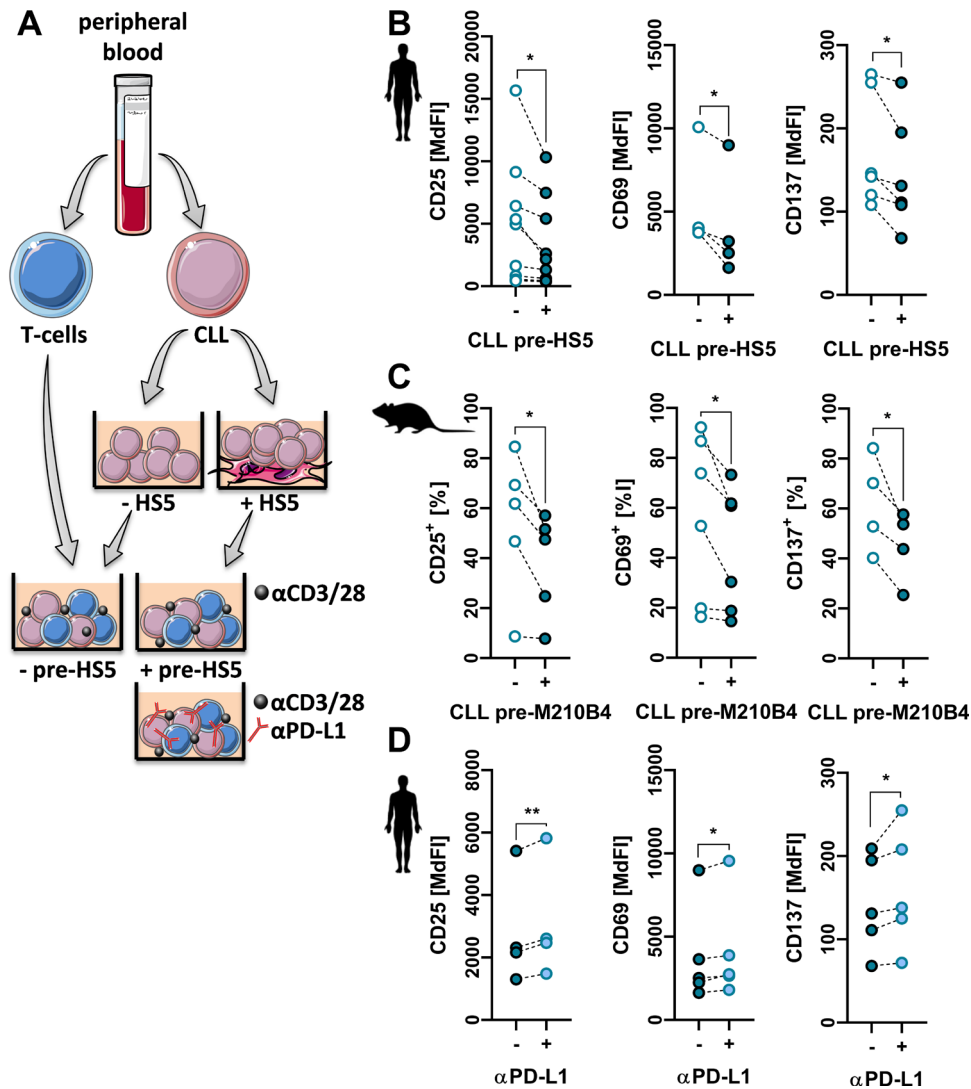 A
peripheral
blood
T-cells
CLL
- HS5
+ HS5
αCD3/28
- pre-HS5
+ pre-HS5
αCD3/28
αPD-L1
B
CD25 [MdFI]
20000
15000
10000
5000
0
*
- +
CLL pre-HS5
CD69 [MdFI]
15000
10000
5000
0
*
- +
CLL pre-HS5
CD137 [MdFI]
300
200
100
0
*
- +
CLL pre-HS5
C
CD25+ [%]
100
80
60
40
20
0
*
- +
CLL pre-M210B4
CD69+ [%I]
100
80
60
40
20
0
*
- +
CLL pre-M210B4
CD137+ [%]
100
80
60
40
20
0
*
- +
CLL pre-M210B4
D
CD25 [MdFI]
8000
6000
4000
2000
0
**
- +
αPD-L1
CD69 [MdFI]
15000
10000
5000
0
*
- +
αPD-L1
CD137 [MdFI]
300
200
100
0
*
- +
αPD-L1